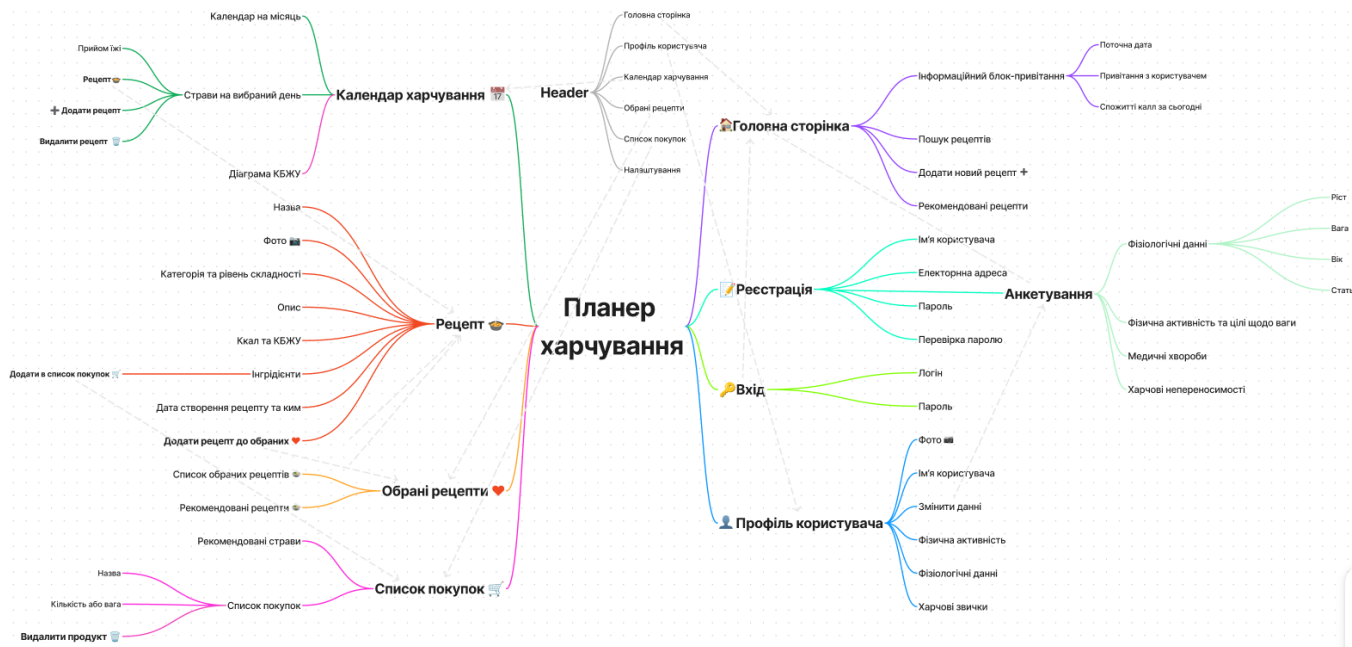 Календар на місяць
Прийом їжі
Рецепт🍲
Страви на вибраний день
➕ Додати рецепт
Видалити рецепт 🗑️
Діаграма КБЖУ
Календар харчування 📅
Header
Головна сторінка
Профіль користувача
Календар харчування
Обрані рецепти
Список покупок
Налаштування
Назва
Фото 📷
Категорія та рівень складності
Опис
Ккал та КБЖУ
Додати в список покупок 🛒
Інгрідієнти
Дата створення рецепту та ким
Додати рецепт до обраних ❤️
Рецепт 🍲
Список обраних рецептів 🍲
Рекомендовані рецепти 🍲
Обрані рецепти ❤️
Рекомендовані страви
Назва
Кількість або вага
Видалити продукт 🗑️
Список покупок
Список покупок 🛒
Планер
харчування
🏠Головна сторінка
Інформаційний блок-привітання
Поточна дата
Привітання з користувачем
Спожитті калл за сьогодні
Пошук рецептів
Додати новий рецепт ➕
Рекомендовані рецепти
📝Реєстрація
Ім'я користувача
Електорнна адреса
Пароль
Перевірка паролю
Анкетування
Фізіологічні данні
Ріст
Вага
Вік
Стать
Фізична активність та цілі щодо ваги
Медичні хвороби
Харчові непереносимості
🔑Вхід
Логін
Пароль
👤Профіль користувача
Фото 📷
Ім'я користувача
Змінити данні
Фізична активність
Фізіологічні данні
Харчові звички